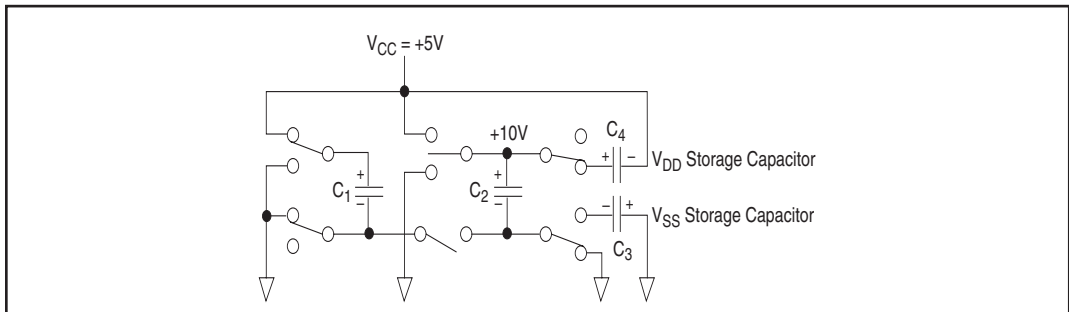 V_CC = +5V
+10V
C_4
+ − V_DD Storage Capacitor
+ C_1 −
+ C_2 −
− + V_SS Storage Capacitor
C_3